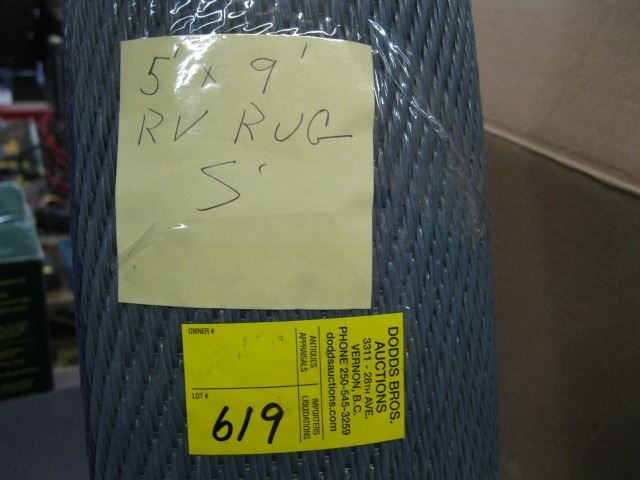 5' x 9'
RV RUG
5'
OWNER #
LOT #
619
ANTIQUES
APPRAISALS
IMPORTERS
LIQUIDATIONS
DODDS BROS.
AUCTIONS
3311 - 28TH AVE.
VERNON, B.C.
PHONE 250-545-3259
doddsauctions.com